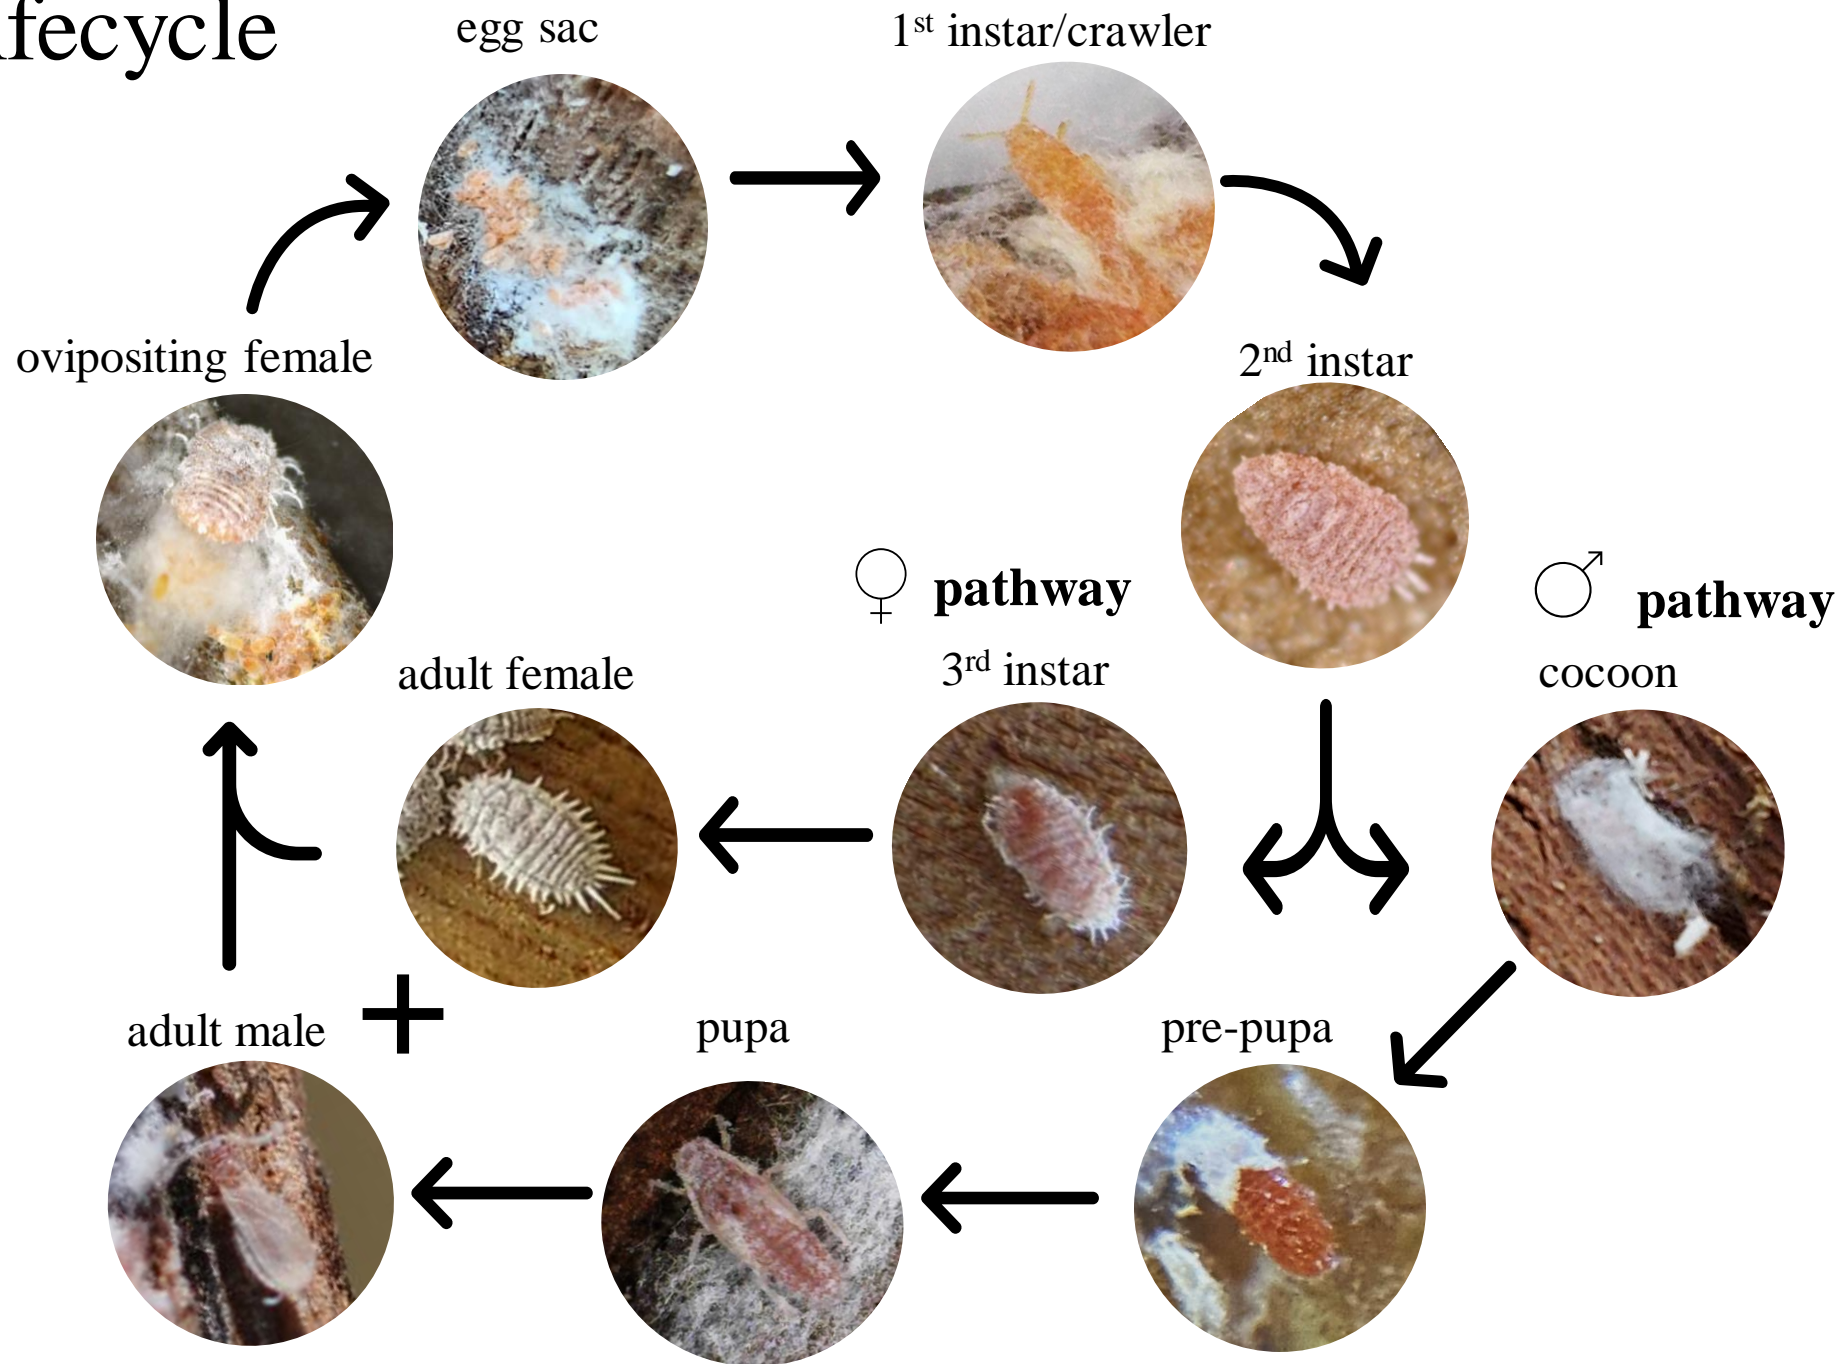 fecycle
egg sac
1st instar/crawler
ovipositing female
2nd instar
♀ pathway
♂ pathway
adult female
3rd instar
cocoon
adult male
+
pupa
pre-pupa